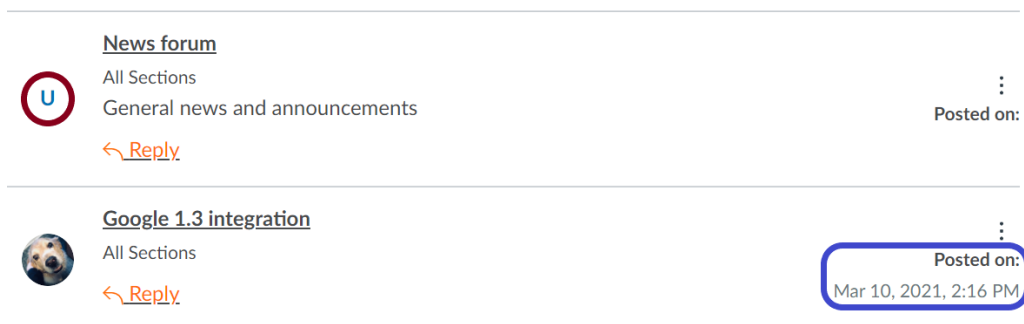 News forum
All Sections
U
General news and announcements
Posted on:
Reply
Google 1.3 integration
All Sections
Posted on:
Mar 10, 2021, 2:16 PM
Reply